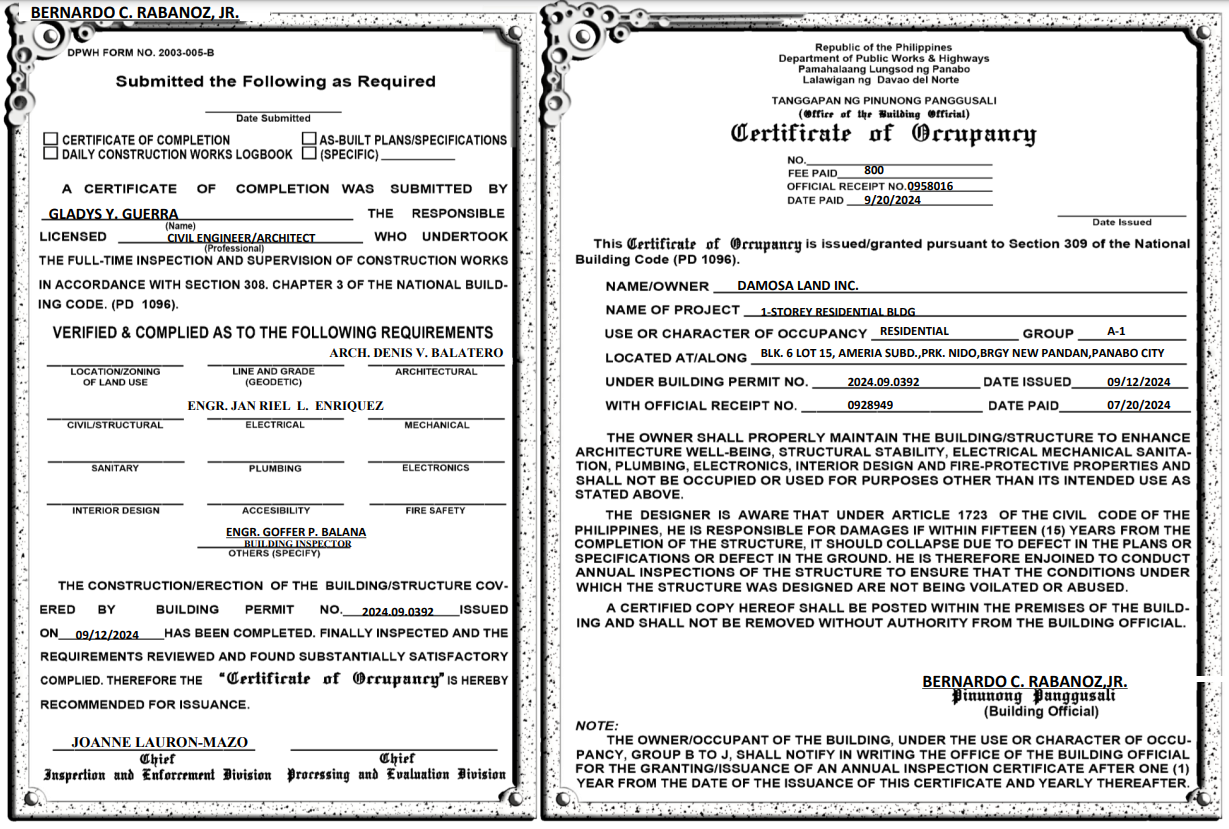 BERNARDO C. RABANOZ, JR.
DPWH FORM NO. 2003-005-B
Submitted the Following as Required
Date Submitted
CERTIFICATE OF COMPLETION
AS-BUILT PLANS/SPECIFICATIONS
DAILY CONSTRUCTION WORKS LOGBOOK
(SPECIFIC)
A CERTIFICATE OF COMPLETION WAS SUBMITTED BY
GLADYS Y. GUERRA THE RESPONSIBLE
(Name)
LICENSED CIVIL ENGINEER/ARCHITECT WHO UNDERTOOK
(Professional)
THE FULL-TIME INSPECTION AND SUPERVISION OF CONSTRUCTION WORKS
IN ACCORDANCE WITH SECTION 308. CHAPTER 3 OF THE NATIONAL BUILD-
ING CODE. (PD 1096).
VERIFIED & COMPLIED AS TO THE FOLLOWING REQUIREMENTS
ARCH. DENIS V. BALATERO
LOCATION/ZONING OF LAND USE
LINE AND GRADE (GEODETIC)
ARCHITECTURAL
ENGR. JAN RIEL L. ENRIQUEZ
CIVIL/STRUCTURAL
ELECTRICAL
MECHANICAL
SANITARY
PLUMBING
ELECTRONICS
INTERIOR DESIGN
ACCESIBILITY
FIRE SAFETY
ENGR. GOFFER P. BALANA
BUILDING INSPECTOR
OTHERS (SPECIFY)
THE CONSTRUCTION/ERECTION OF THE BUILDING/STRUCTURE COV-
ERED BY BUILDING PERMIT NO. 2024.09.0392 ISSUED
ON 09/12/2024 HAS BEEN COMPLETED. FINALLY INSPECTED AND THE
REQUIREMENTS REVIEWED AND FOUND SUBSTANTIALLY SATISFACTORY
COMPLIED. THEREFORE THE "Certificate of Occupancy" IS HEREBY
RECOMMENDED FOR ISSUANCE.
JOANNE LAURON-MAZO
Chief
Inspection and Enforcement Division
Chief
Processing and Evaluation Division
Republic of the Philippines
Department of Public Works & Highways
Pamahalaang Lungsod ng Panabo
Lalawigan ng Davao del Norte
TANGGAPAN NG PINUNONG PANGGUSALI
(Office of the Building Official)
Certificate of Occupancy
NO.
FEE PAID 800
OFFICIAL RECEIPT NO. 0958016
DATE PAID 9/20/2024
Date Issued
This Certificate of Occupancy is issued/granted pursuant to Section 309 of the National
Building Code (PD 1096).
NAME/OWNER DAMOSA LAND INC.
NAME OF PROJECT 1-STOREY RESIDENTIAL BLDG
USE OR CHARACTER OF OCCUPANCY RESIDENTIAL GROUP A-1
LOCATED AT/ALONG BLK. 6 LOT 15, AMERIA SUBD.,PRK. NIDO,BRGY NEW PANDAN,PANABO CITY
UNDER BUILDING PERMIT NO. 2024.09.0392 DATE ISSUED 09/12/2024
WITH OFFICIAL RECEIPT NO. 0928949 DATE PAID 07/20/2024
THE OWNER SHALL PROPERLY MAINTAIN THE BUILDING/STRUCTURE TO ENHANCE
ARCHITECTURE WELL-BEING, STRUCTURAL STABILITY, ELECTRICAL MECHANICAL SANITA-
TION, PLUMBING, ELECTRONICS, INTERIOR DESIGN AND FIRE-PROTECTIVE PROPERTIES AND
SHALL NOT BE OCCUPIED OR USED FOR PURPOSES OTHER THAN ITS INTENDED USE AS
STATED ABOVE.
THE DESIGNER IS AWARE THAT UNDER ARTICLE 1723 OF THE CIVIL CODE OF THE
PHILIPPINES, HE IS RESPONSIBLE FOR DAMAGES IF WITHIN FIFTEEN (15) YEARS FROM THE
COMPLETION OF THE STRUCTURE, IT SHOULD COLLAPSE DUE TO DEFECT IN THE PLANS OR
SPECIFICATIONS OR DEFECT IN THE GROUND. HE IS THEREFORE ENJOINED TO CONDUCT
ANNUAL INSPECTIONS OF THE STRUCTURE TO ENSURE THAT THE CONDITIONS UNDER
WHICH THE STRUCTURE WAS DESIGNED ARE NOT BEING VOILATED OR ABUSED.
A CERTIFIED COPY HEREOF SHALL BE POSTED WITHIN THE PREMISES OF THE BUILD-
ING AND SHALL NOT BE REMOVED WITHOUT AUTHORITY FROM THE BUILDING OFFICIAL.
BERNARDO C. RABANOZ,JR.
Pinunong Panggusali
(Building Official)
NOTE:
THE OWNER/OCCUPANT OF THE BUILDING, UNDER THE USE OR CHARACTER OF OCCU-
PANCY, GROUP B TO J, SHALL NOTIFY IN WRITING THE OFFICE OF THE BUILDING OFFICIAL
FOR THE GRANTING/ISSUANCE OF AN ANNUAL INSPECTION CERTIFICATE AFTER ONE (1)
YEAR FROM THE DATE OF THE ISSUANCE OF THIS CERTIFICATE AND YEARLY THEREAFTER.